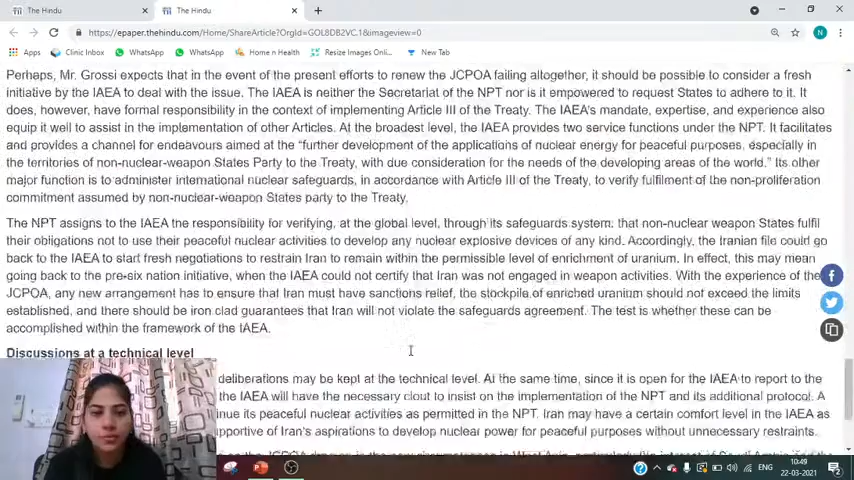 The Hindu
The Hindu
https://epaper.thehindu.com/Home/ShareArticle?OrgId=GOL8DB2VC.1&imageview=0
N
Apps Clinic Inbox WhatsApp WhatsApp Home n Health Resize Images Onl... New Tab
Perhaps, Mr. Grossi expects that in the event of the present efforts to renew the JCPOA failing altogether, it should be possible to consider a fresh
initiative by the IAEA to deal with the issue. The IAEA is neither the Secretariat of the NPT nor is it empowered to request States to adhere to it. It
does, however, have formal responsibility in the context of implementing Article III of the Treaty. The IAEA's mandate, expertise, and experience also
equip it well to assist in the implementation of other Articles. At the broadest level, the IAEA provides two service functions under the NPT. It facilitates
and provides a channel for endeavours aimed at the “further development of the applications of nuclear energy for peaceful purposes, especially in
the territories of non-nuclear-weapon States Party to the Treaty, with due consideration for the needs of the developing areas of the world.” Its other
major function is to administer international nuclear safeguards, in accordance with Article III of the Treaty, to verify fulfilment of the non-proliferation
commitment assumed by non-nuclear-weapon States party to the Treaty.
The NPT assigns to the IAEA the responsibility for verifying, at the global level, through its safeguards system, that non-nuclear weapon States fulfil
their obligations not to use their peaceful nuclear activities to develop any nuclear explosive devices of any kind. Accordingly, the Iranian file could go
back to the IAEA to start fresh negotiations to restrain Iran to remain within the permissible level of enrichment of uranium. In effect, this may mean
going back to the pre-six nation initiative, when the IAEA could not certify that Iran was not engaged in weapon activities. With the experience of the
JCPOA, any new arrangement has to ensure that Iran must have sanctions relief, the stockpile of enriched uranium should not exceed the limits
established, and there should be iron clad guarantees that Iran will not violate the safeguards agreement. The test is whether these can be
accomplished within the framework of the IAEA.
Discussions at a technical level
deliberations may be kept at the technical level. At the same time, since it is open for the IAEA to report to the
the IAEA will have the necessary clout to insist on the implementation of the NPT and its additional protocol. A
nue its peaceful nuclear activities as permitted in the NPT. Iran may have a certain comfort level in the IAEA as
pportive of Iran's aspirations to develop nuclear power for peaceful purposes without unnecessary restraints.
ENG
10:49
22-03-2021